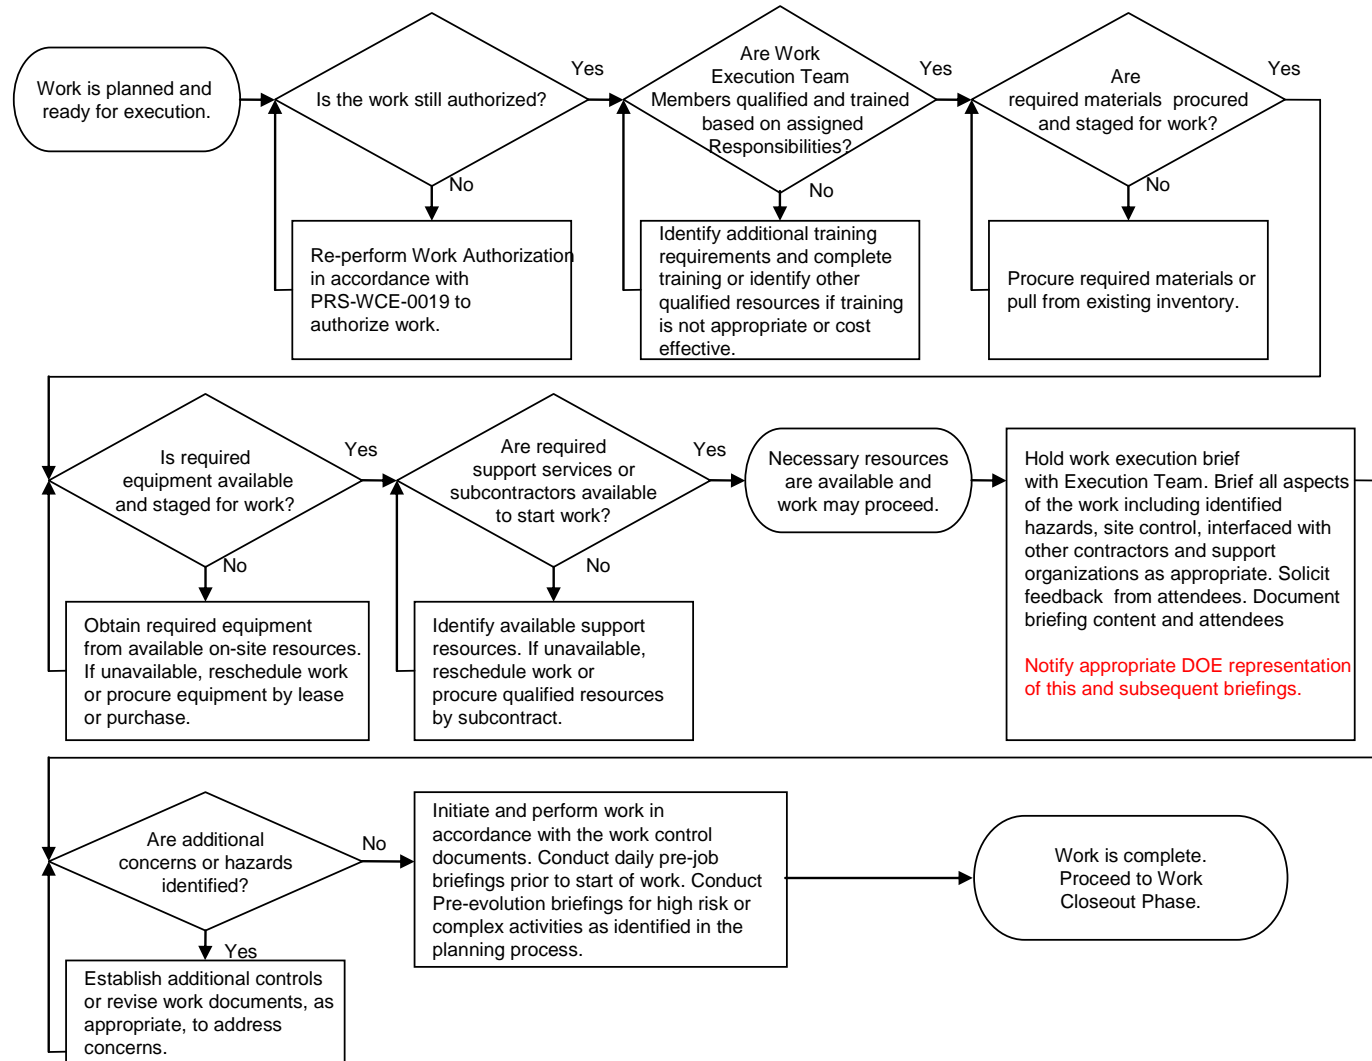 Work is planned and
ready for execution.
Is the work still authorized?
Yes
No
Re-perform Work Authorization
in accordance with
PRS-WCE-0019 to
authorize work.
Are Work
Execution Team
Members qualified and trained
based on assigned
Responsibilities?
Yes
No
Identify additional training
requirements and complete
training or identify other
qualified resources if training
is not appropriate or cost
effective.
Are
required materials procured
and staged for work?
Yes
No
Procure required materials or
pull from existing inventory.
Is required
equipment available
and staged for work?
Yes
No
Obtain required equipment
from available on-site resources.
If unavailable, reschedule work
or procure equipment by lease
or purchase.
Are required
support services or
subcontractors available
to start work?
Yes
No
Identify available support
resources. If unavailable,
reschedule work or
procure qualified resources
by subcontract.
Necessary resources
are available and
work may proceed.
Hold work execution brief
with Execution Team. Brief all aspects
of the work including identified
hazards, site control, interfaced with
other contractors and support
organizations as appropriate. Solicit
feedback from attendees. Document
briefing content and attendees
Notify appropriate DOE representation
of this and subsequent briefings.
Are additional
concerns or hazards
identified?
No
Yes
Establish additional controls
or revise work documents, as
appropriate, to address
concerns.
Initiate and perform work in
accordance with the work control
documents. Conduct daily pre-job
briefings prior to start of work. Conduct
Pre-evolution briefings for high risk or
complex activities as identified in the
planning process.
Work is complete.
Proceed to Work
Closeout Phase.